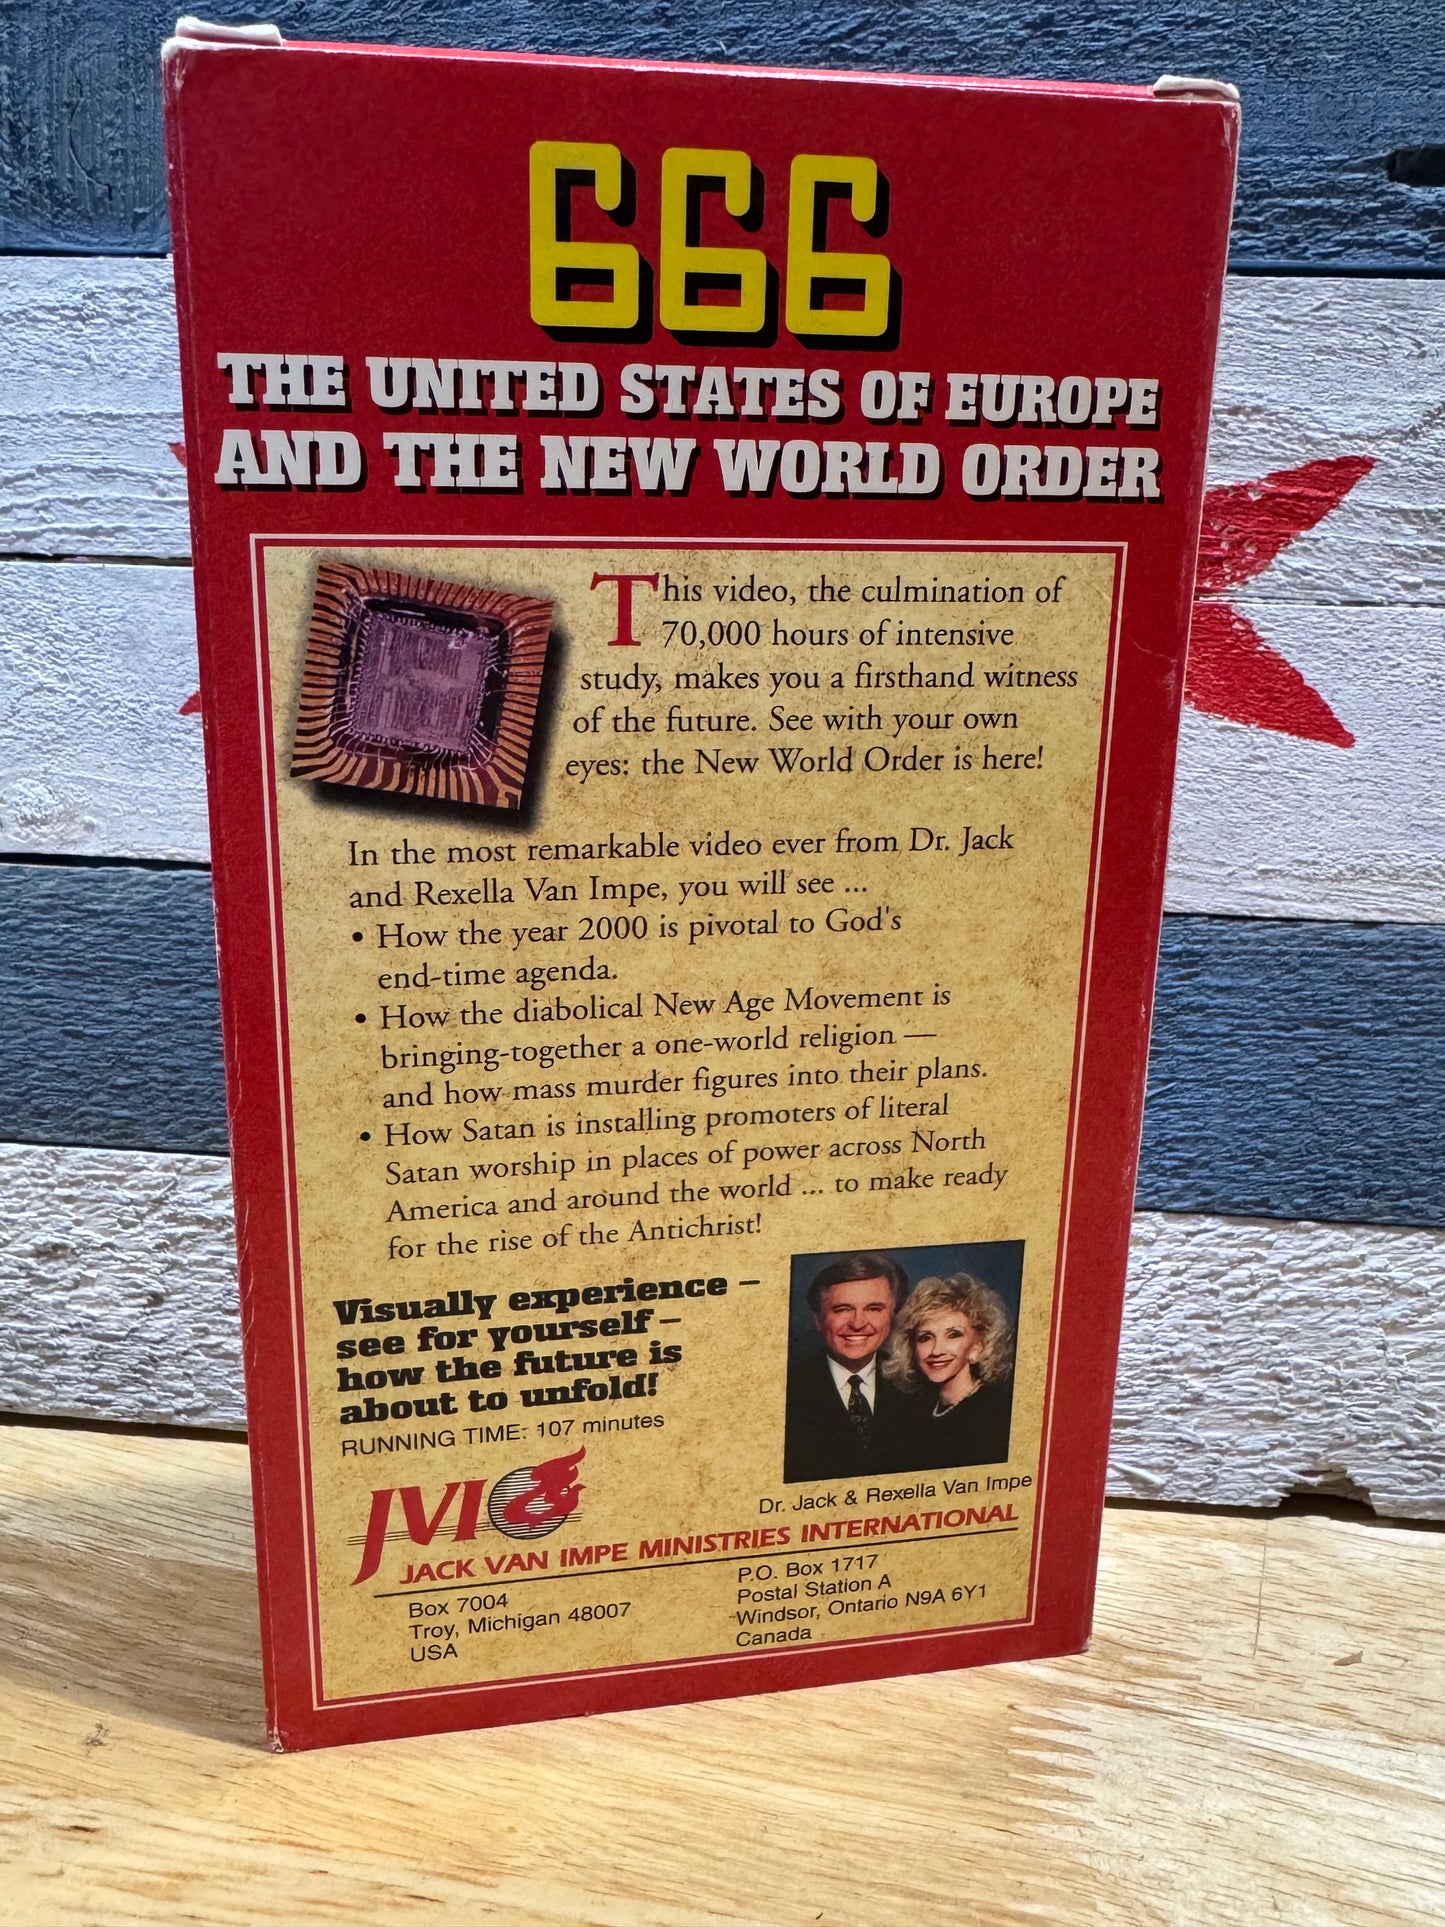 666
THE UNITED STATES OF EUROPE
AND THE NEW WORLD ORDER
This video, the culmination of
70,000 hours of intensive
study, makes you a firsthand witness
of the future. See with your own
eyes: the New World Order is here!
In the most remarkable video ever from Dr. Jack
and Rexella Van Impe, you will see ...
• How the year 2000 is pivotal to God's
end-time agenda.
• How the diabolical New Age Movement is
bringing-together a one-world religion —
and how mass murder figures into their plans.
• How Satan is installing promoters of literal
Satan worship in places of power across North
America and around the world ... to make ready
for the rise of the Antichrist!
Visually experience –
see for yourself –
how the future is
about to unfold!
RUNNING TIME: 107 minutes
Dr. Jack & Rexella Van Impe
JVI
JACK VAN IMPE MINISTRIES INTERNATIONAL
Box 7004
Troy, Michigan 48007
USA
P.O. Box 1717
Postal Station A
Windsor, Ontario N9A 6Y1
Canada